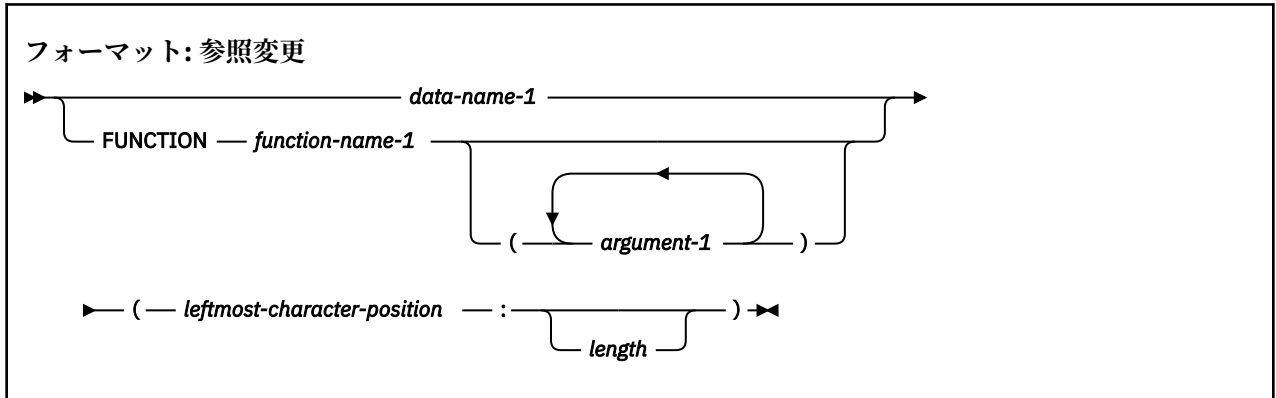 フォーマット: 参照変更
data-name-1
FUNCTION function-name-1
( argument-1 )
( leftmost-character-position : )
length